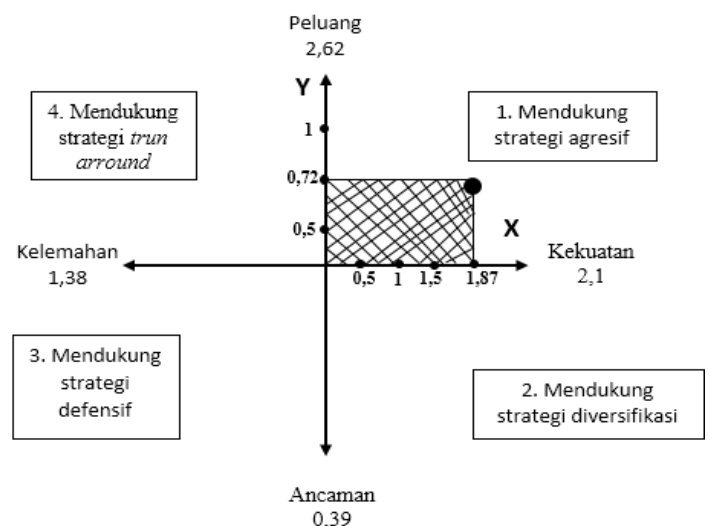 Peluang
2,62
Y
4. Mendukung
strategi trun
arround
1. Mendukung
strategi agresif
1
0,72
0,5
X
Kelemahan
1,38
Kekuatan
2,1
0,5 1 1,5 1,87
3. Mendukung
strategi
defensif
2. Mendukung
strategi diversifikasi
Ancaman
0,39